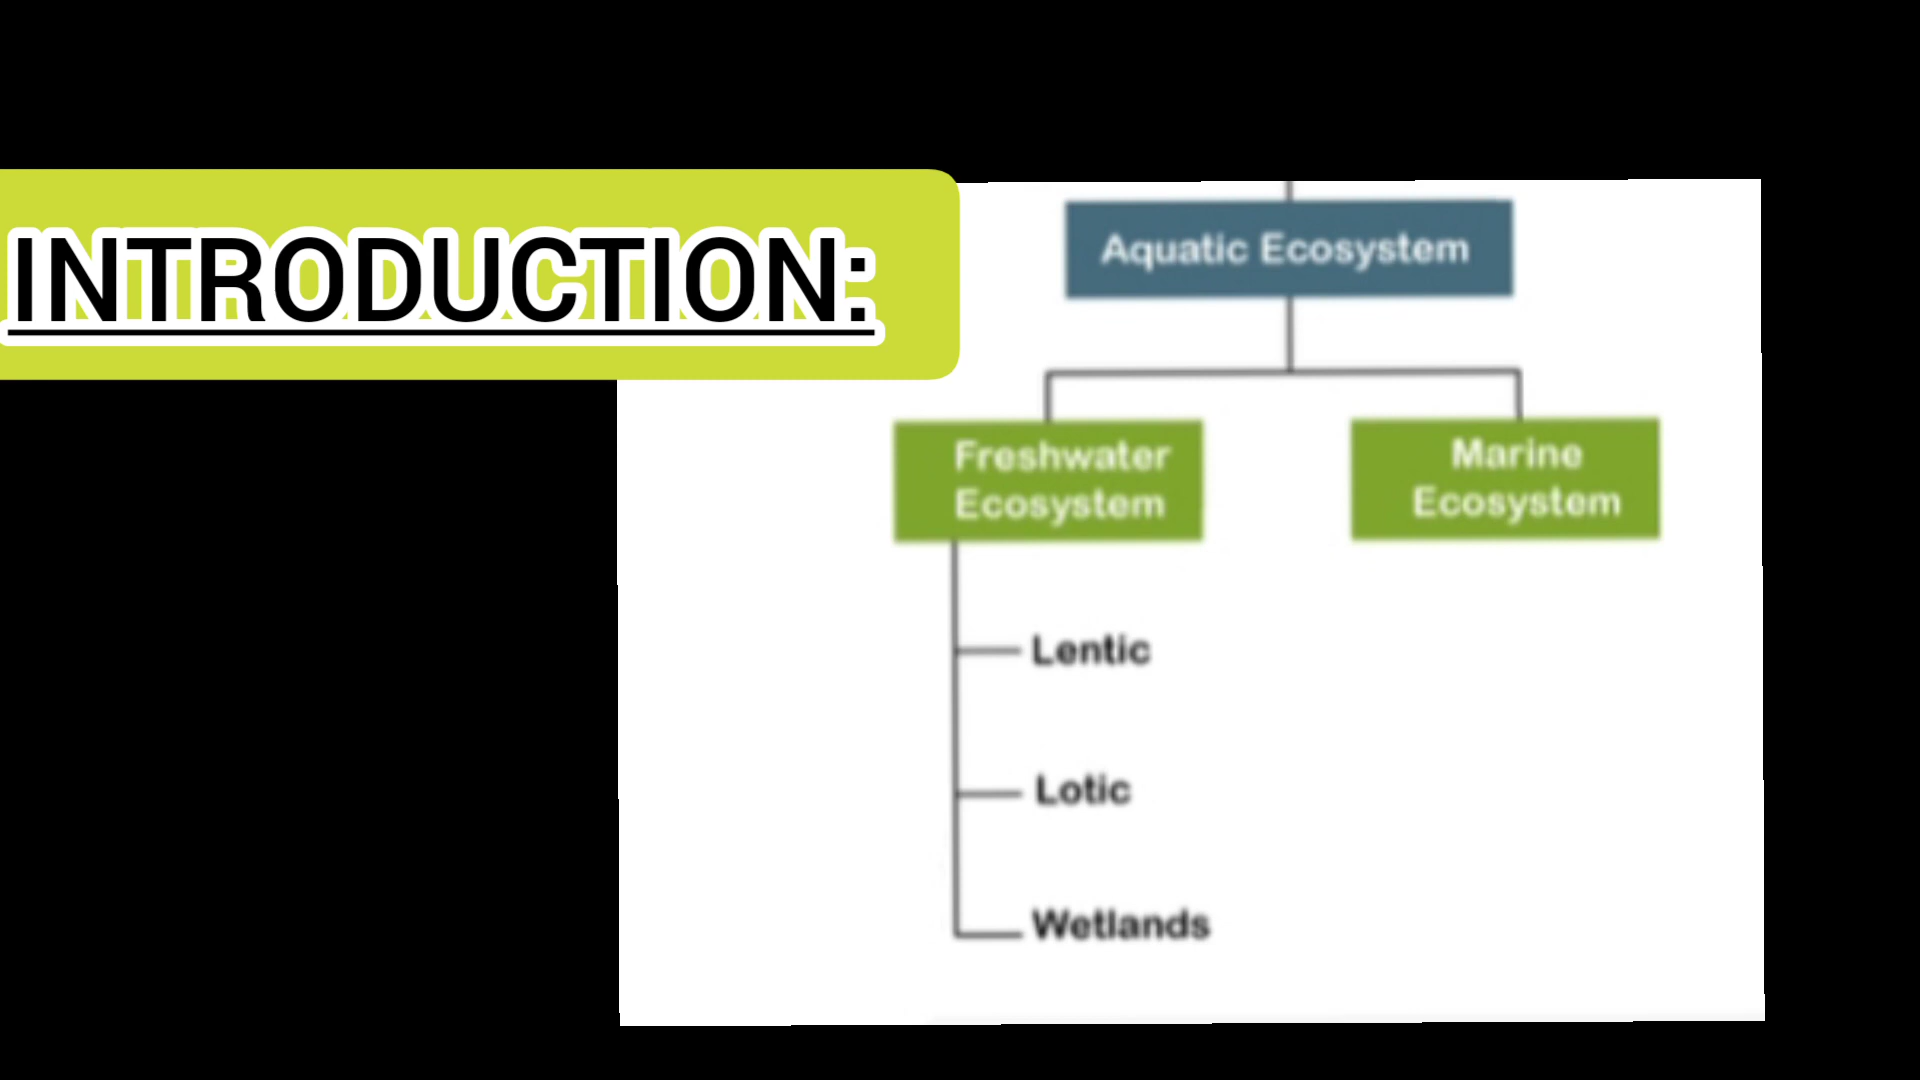 INTRODUCTION:
Aquatic Ecosystem
Freshwater
Ecosystem
Marine
Ecosystem
Lentic
Lotic
Wetlands